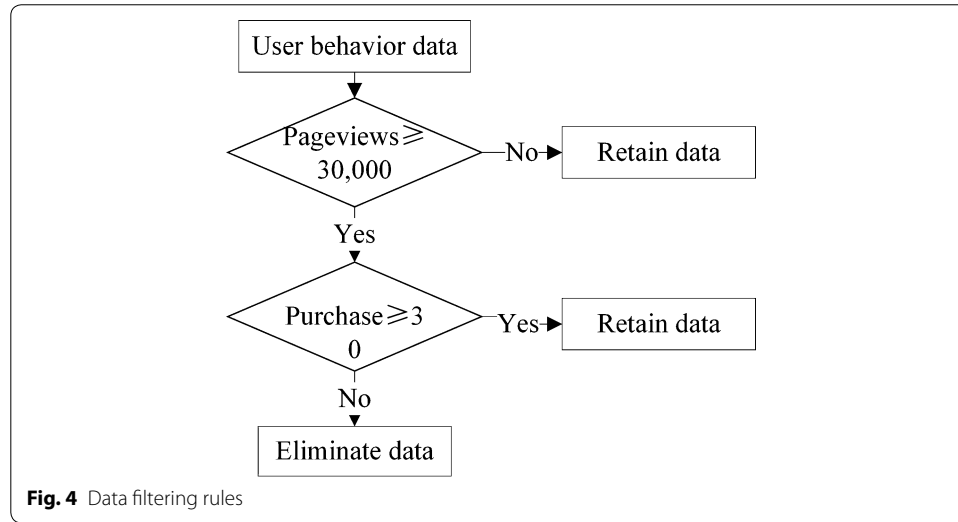 User behavior data
Pageviews⩾
30,000
No
Retain data
Yes
Purchase⩾3
0
Yes
Retain data
No
Eliminate data
Fig. 4 Data filtering rules